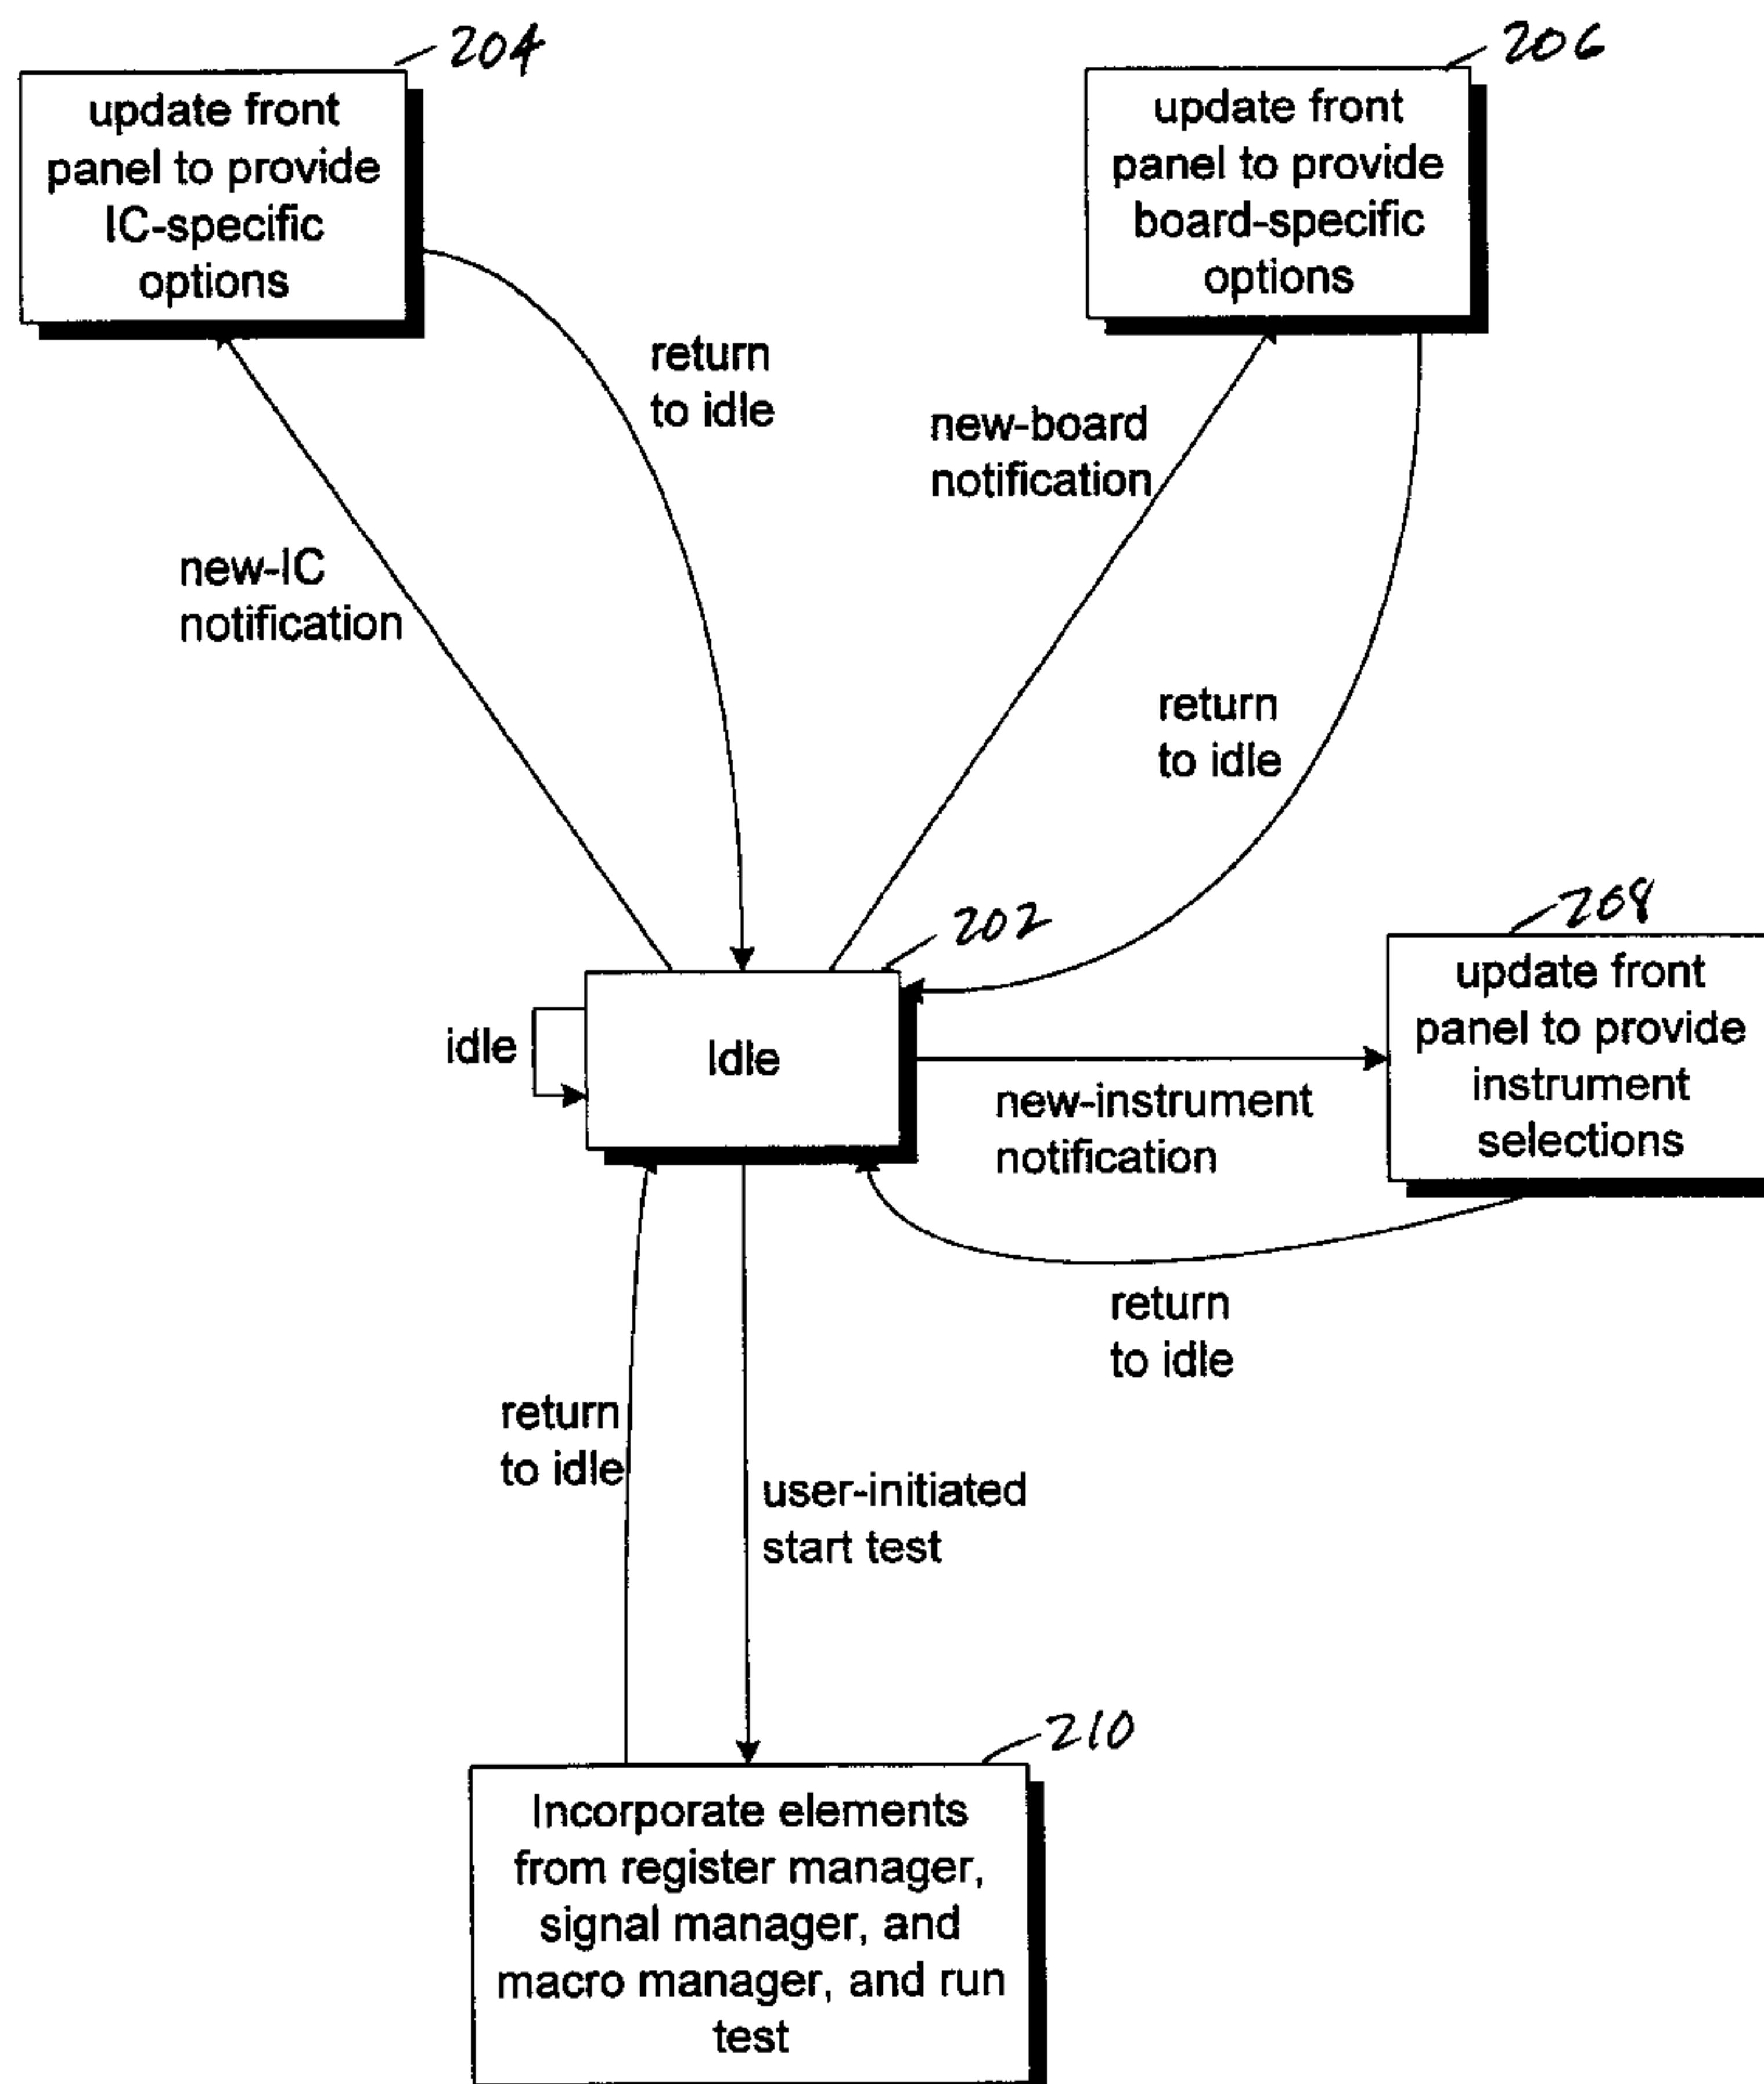 204
update front
panel to provide
IC-specific
options
206
update front
panel to provide
board-specific
options
return
to idle
new-board
notification
new-IC
notification
return
to idle
202
208
update front
panel to provide
instrument
selections
idle
Idle
new-instrument
notification
return
to idle
return
to idle
user-initiated
start test
210
Incorporate elements
from register manager,
signal manager, and
macro manager, and run
test